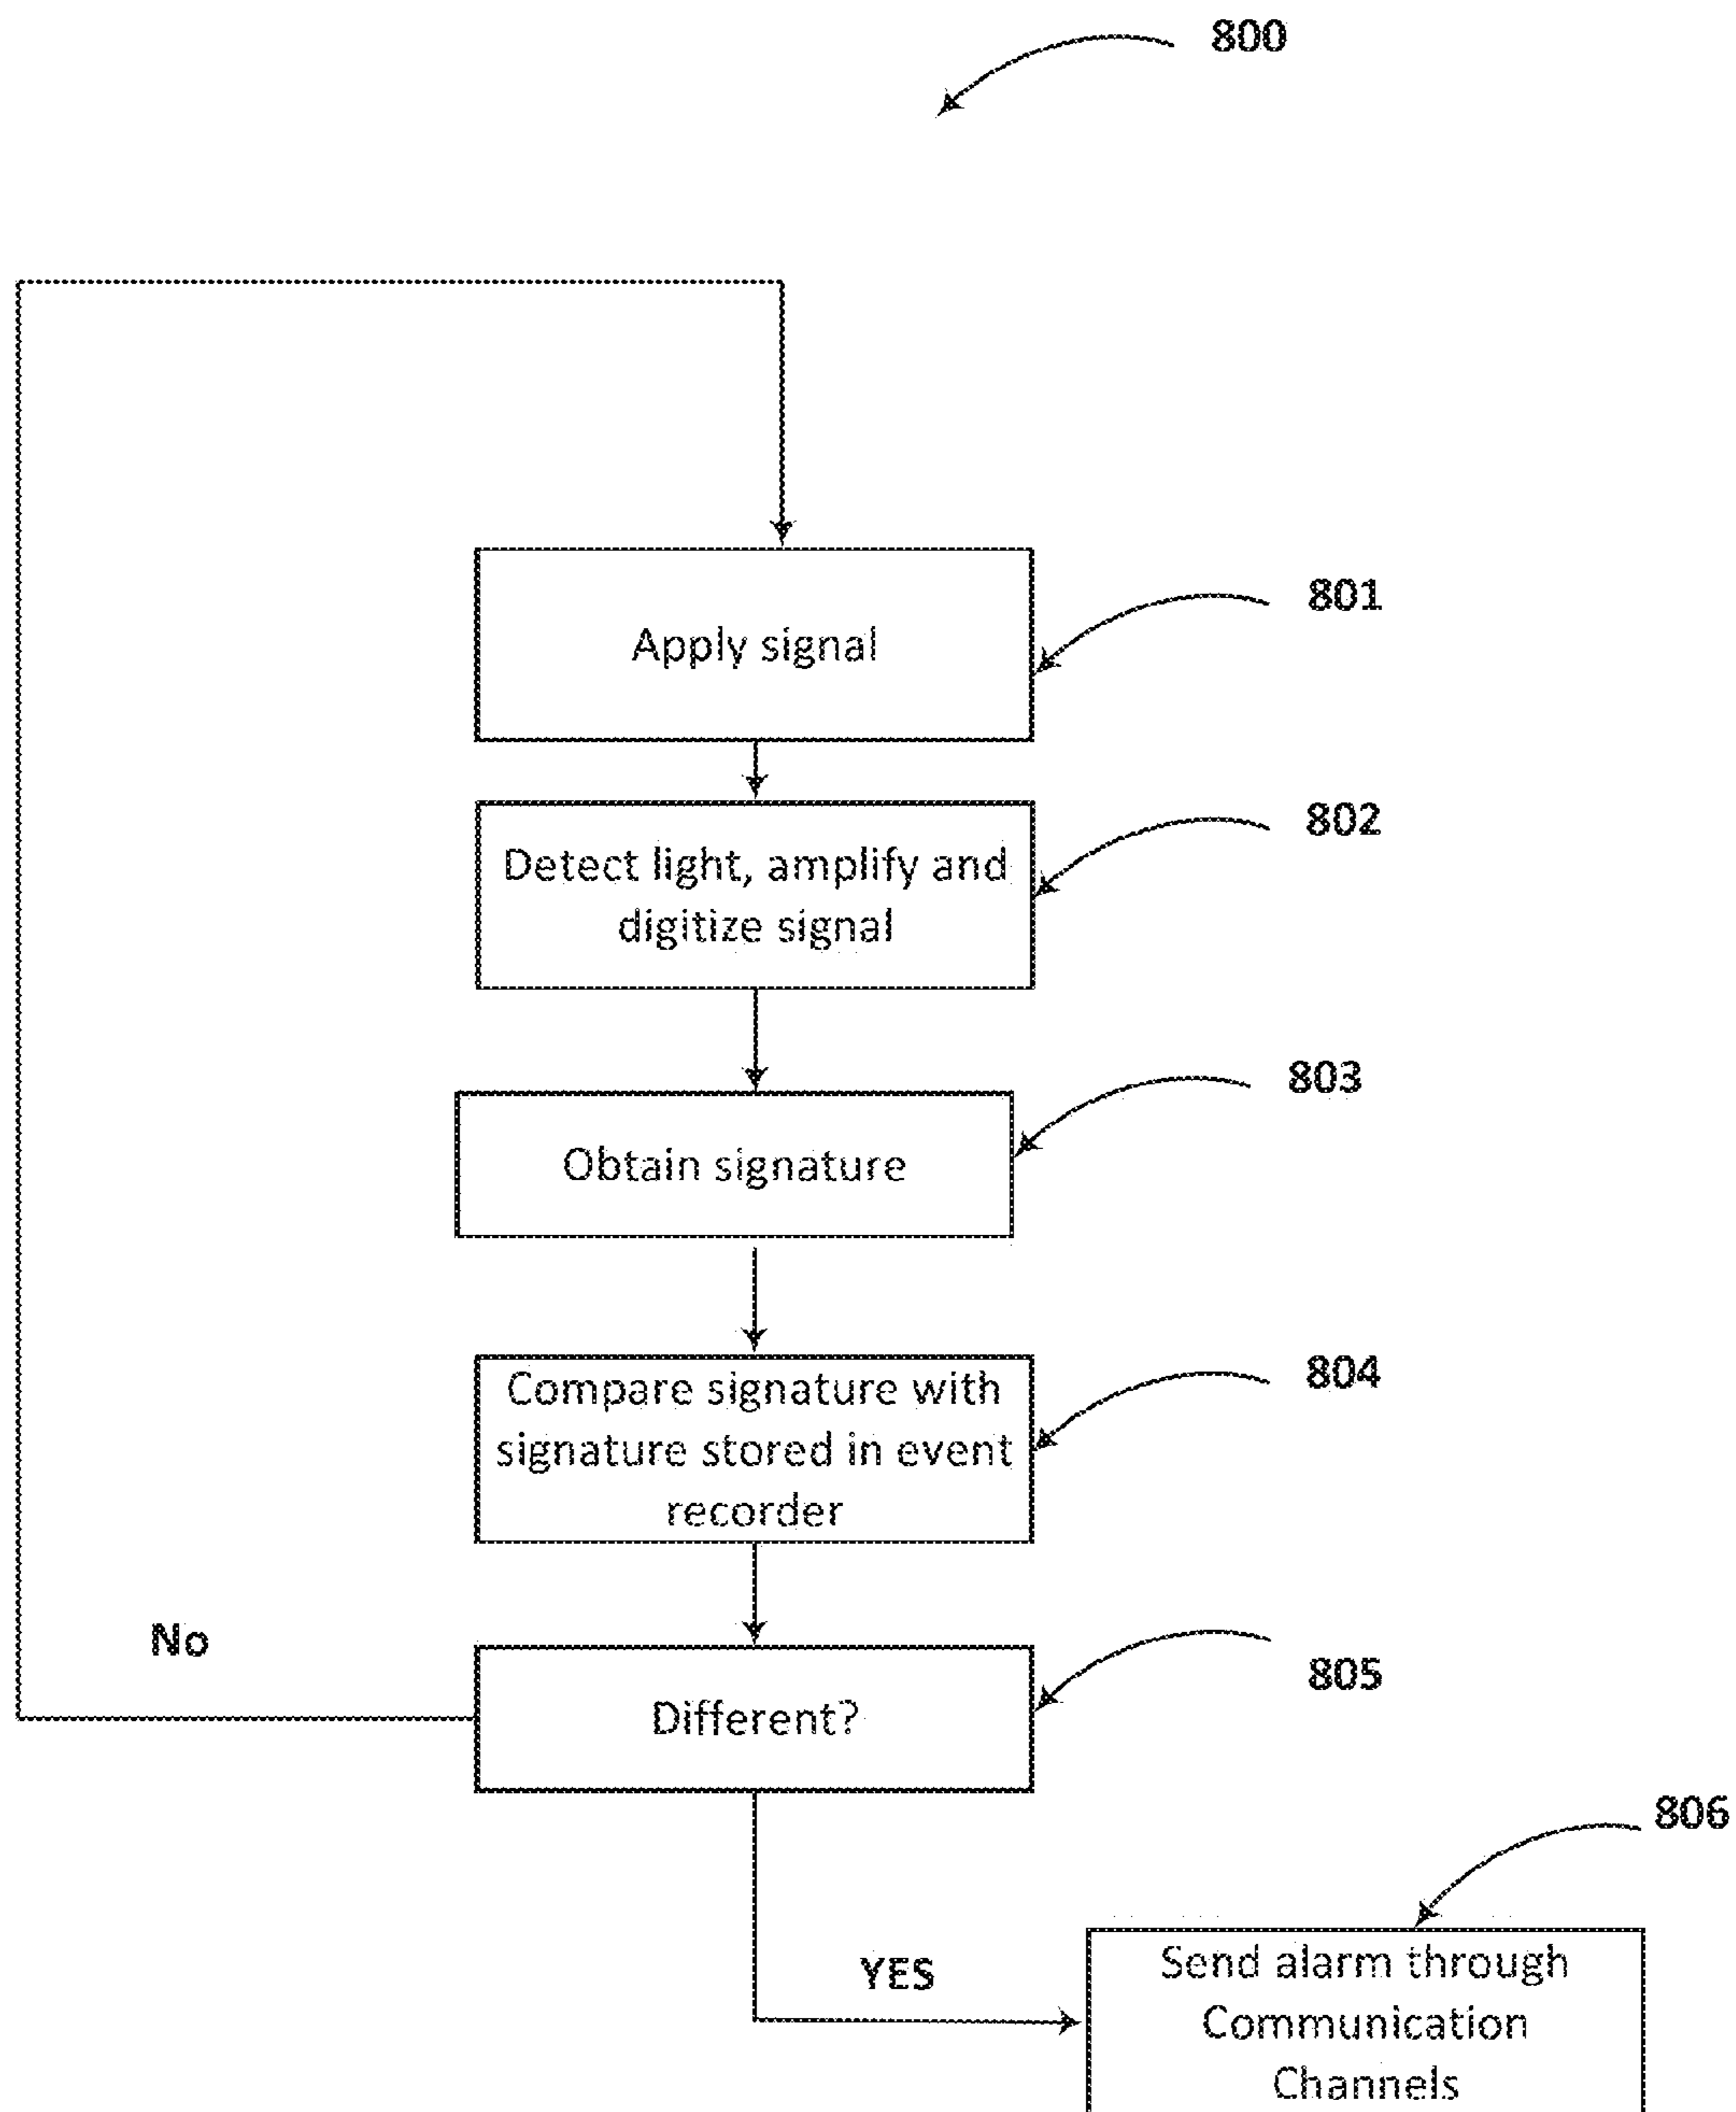 800
801
Apply signal
802
Detect light, amplify and
digitize signal
803
Obtain signature
804
Compare signature with
signature stored in event
recorder
No
805
Different?
806
YES
Send alarm through
Communication
Channels